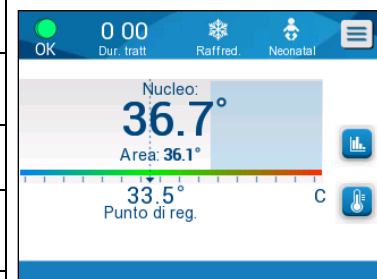 OK
0 00
Dur. tratt
Raffred.
Neonatal
Nucleo:
36.7°
Area: 36.1°
33.5°
C
Punto di reg.